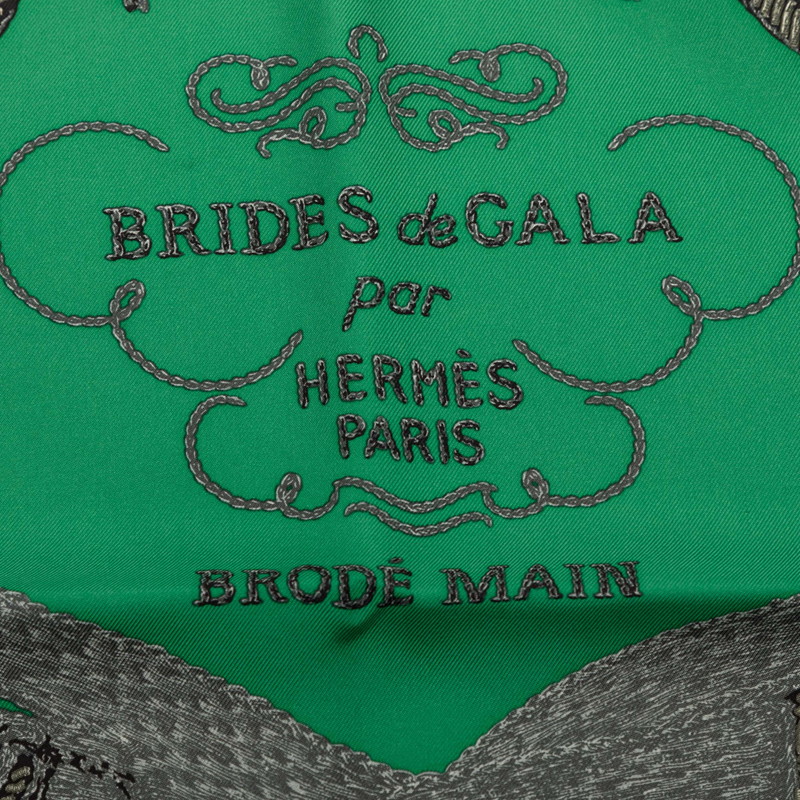 BRIDES de GALA
par
HERMÈS
PARIS
BRODÉ MAIN